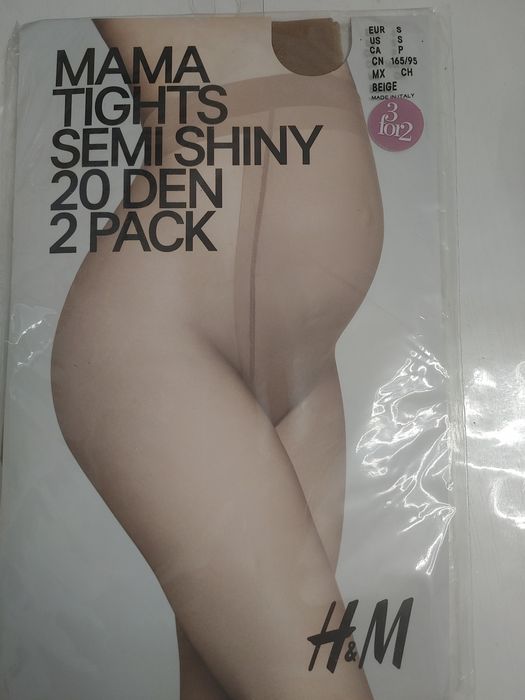 MAMA
TIGHTS
SEMI SHINY
20 DEN
2 PACK
EUR S
US S
CA P
CN 165/95
MX CH
BEIGE
MADE IN ITALY
3
for2
H&M